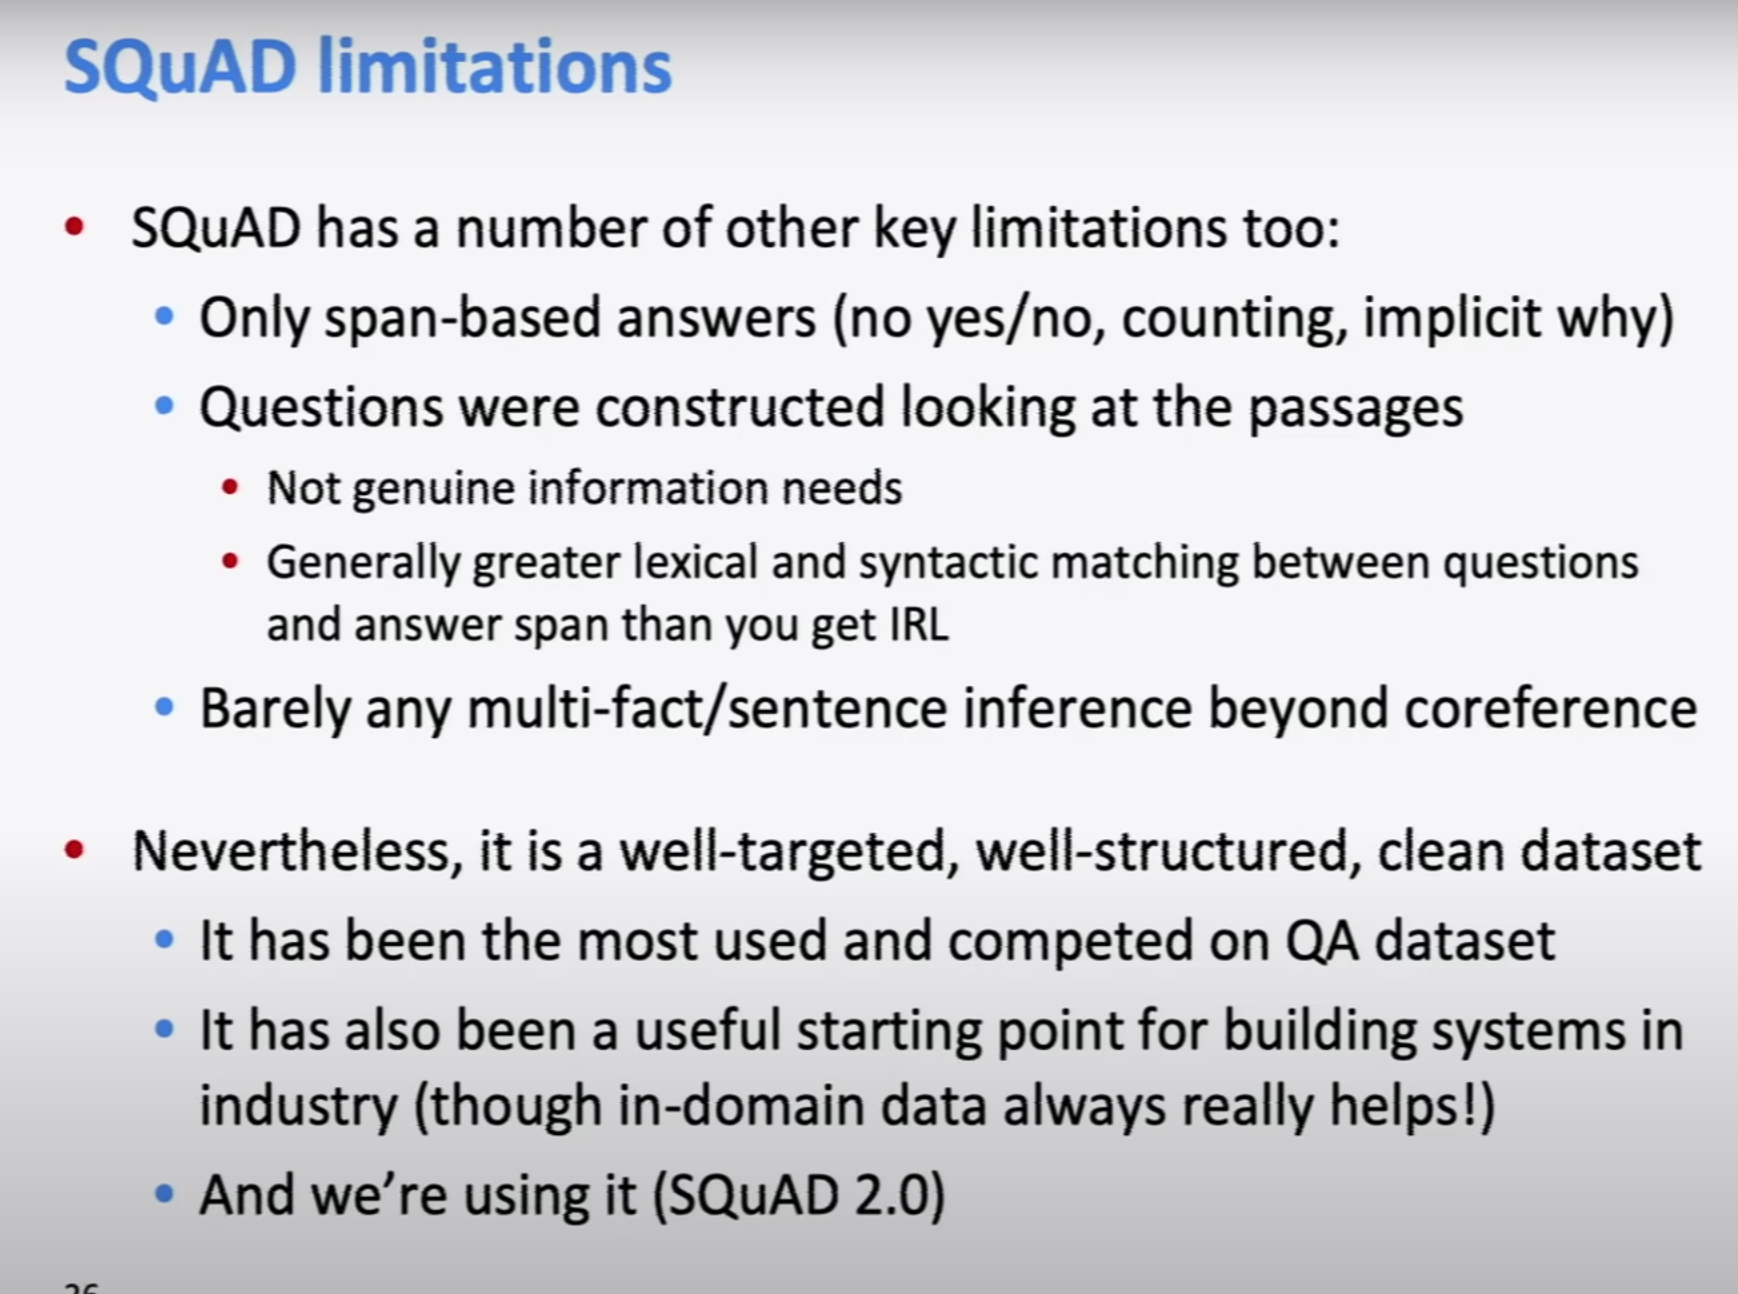 SQuAD limitations
• SQuAD has a number of other key limitations too:
• Only span-based answers (no yes/no, counting, implicit why)
• Questions were constructed looking at the passages
• Not genuine information needs
• Generally greater lexical and syntactic matching between questions
and answer span than you get IRL
• Barely any multi-fact/sentence inference beyond coreference
• Nevertheless, it is a well-targeted, well-structured, clean dataset
• It has been the most used and competed on QA dataset
• It has also been a useful starting point for building systems in
industry (though in-domain data always really helps!)
• And we’re using it (SQuAD 2.0)